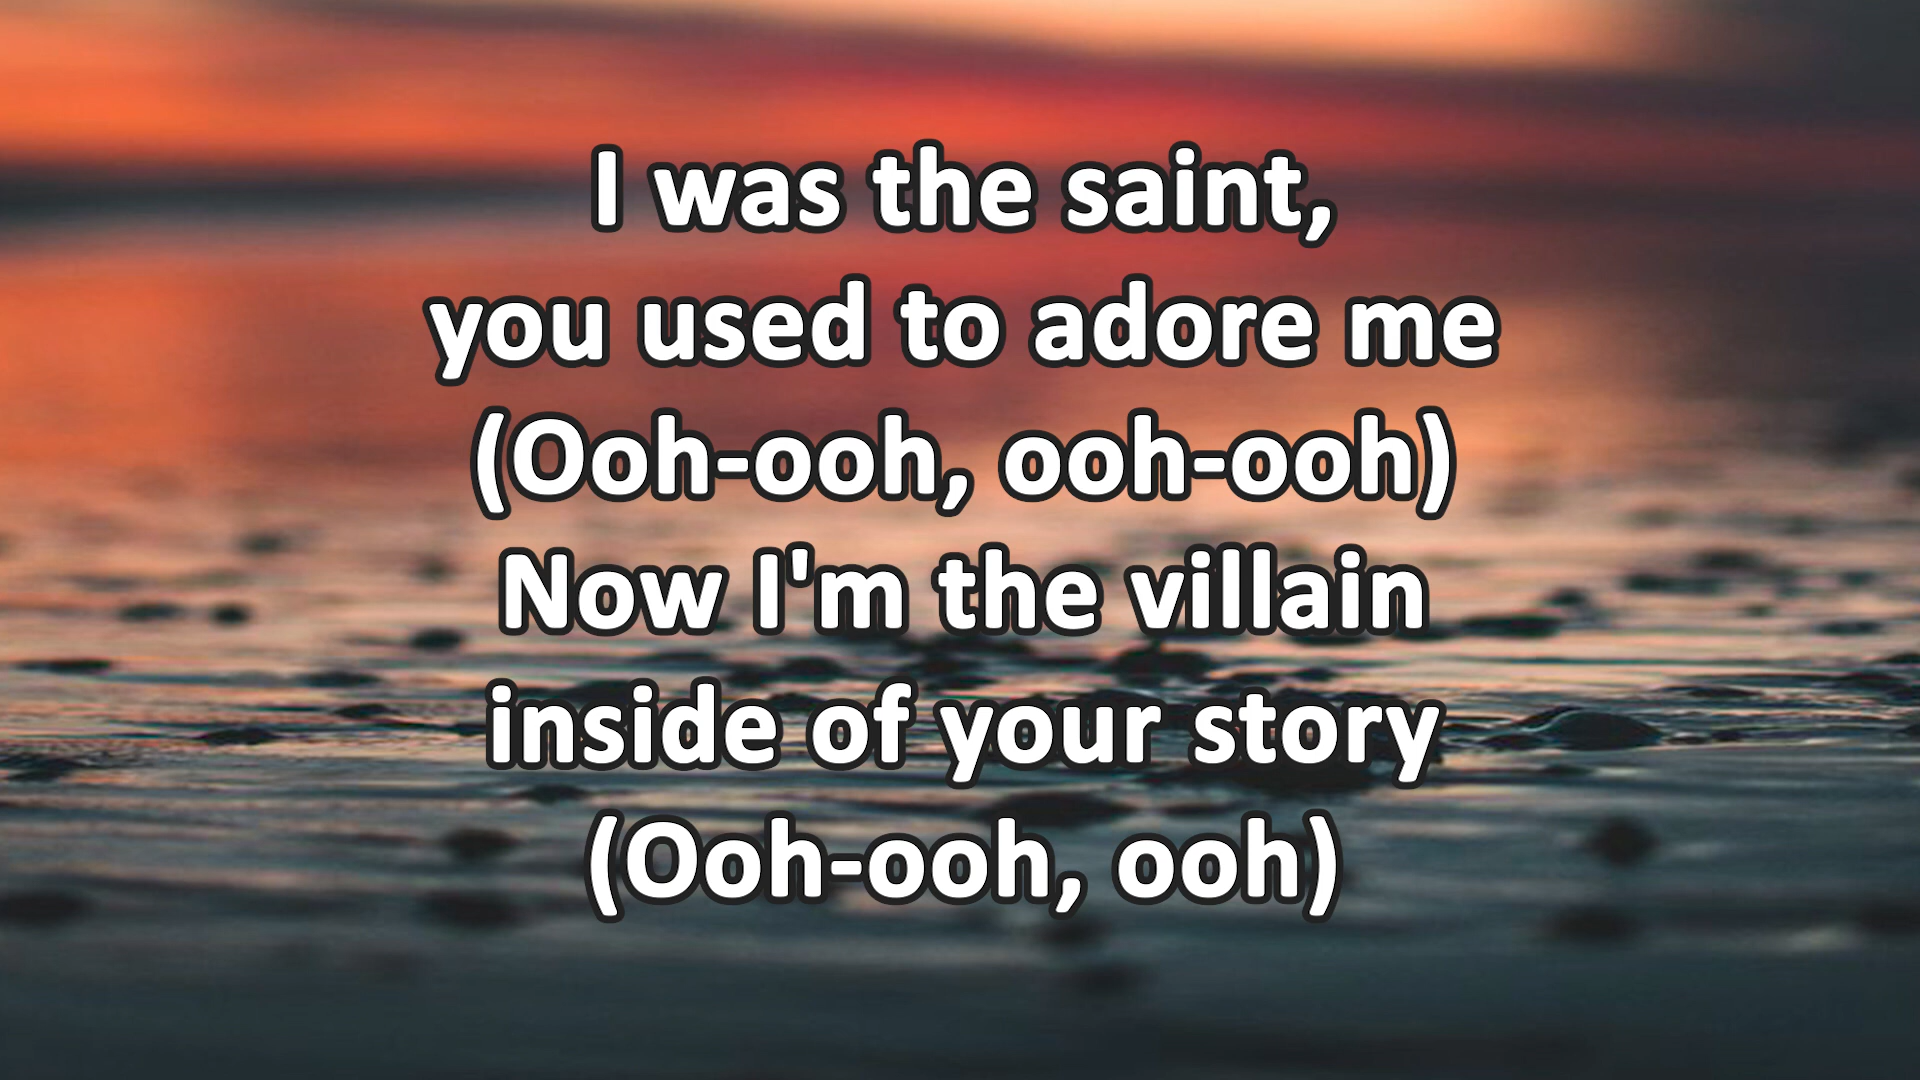 I was the saint,
you used to adore me
(Ooh-ooh, ooh-ooh)
Now I'm the villain
inside of your story
(Ooh-ooh, ooh)